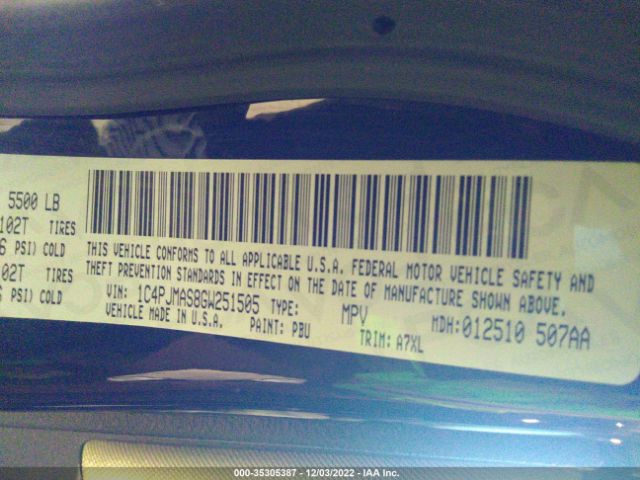 5500 LB
102T TIRES
PSI) COLD
02T TIRES
PSI) COLD
THIS VEHICLE CONFORMS TO ALL APPLICABLE U.S.A. FEDERAL MOTOR VEHICLE SAFETY AND
THEFT PREVENTION STANDARDS IN EFFECT ON THE DATE OF MANUFACTURE SHOWN ABOVE.
VIN: 1C4PJMAS8GW251505 TYPE: MPV MDH:012510 507AA
VEHICLE MADE IN U.S.A. PAINT: PBU TRIM: A7XL
000-35305387 - 12/03/2022 - IAA Inc.